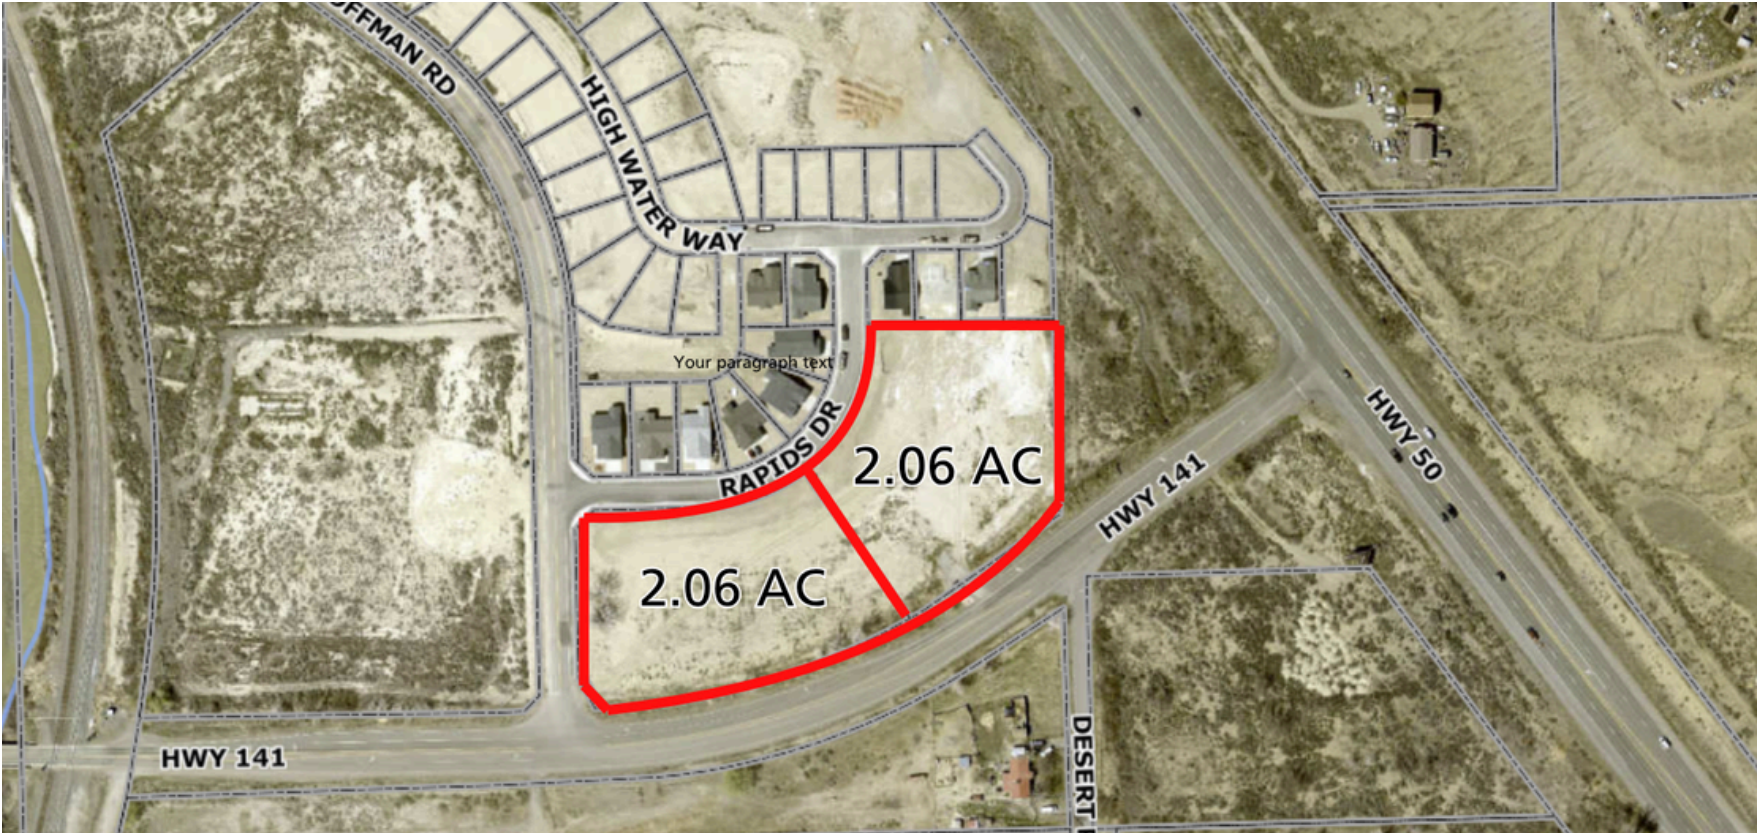 OFFMAN RD
HIGH WATER WAY
Your paragraph text
RAPIDS DR
2.06 AC
2.06 AC
HWY 141
HWY 50
HWY 141
DESERT